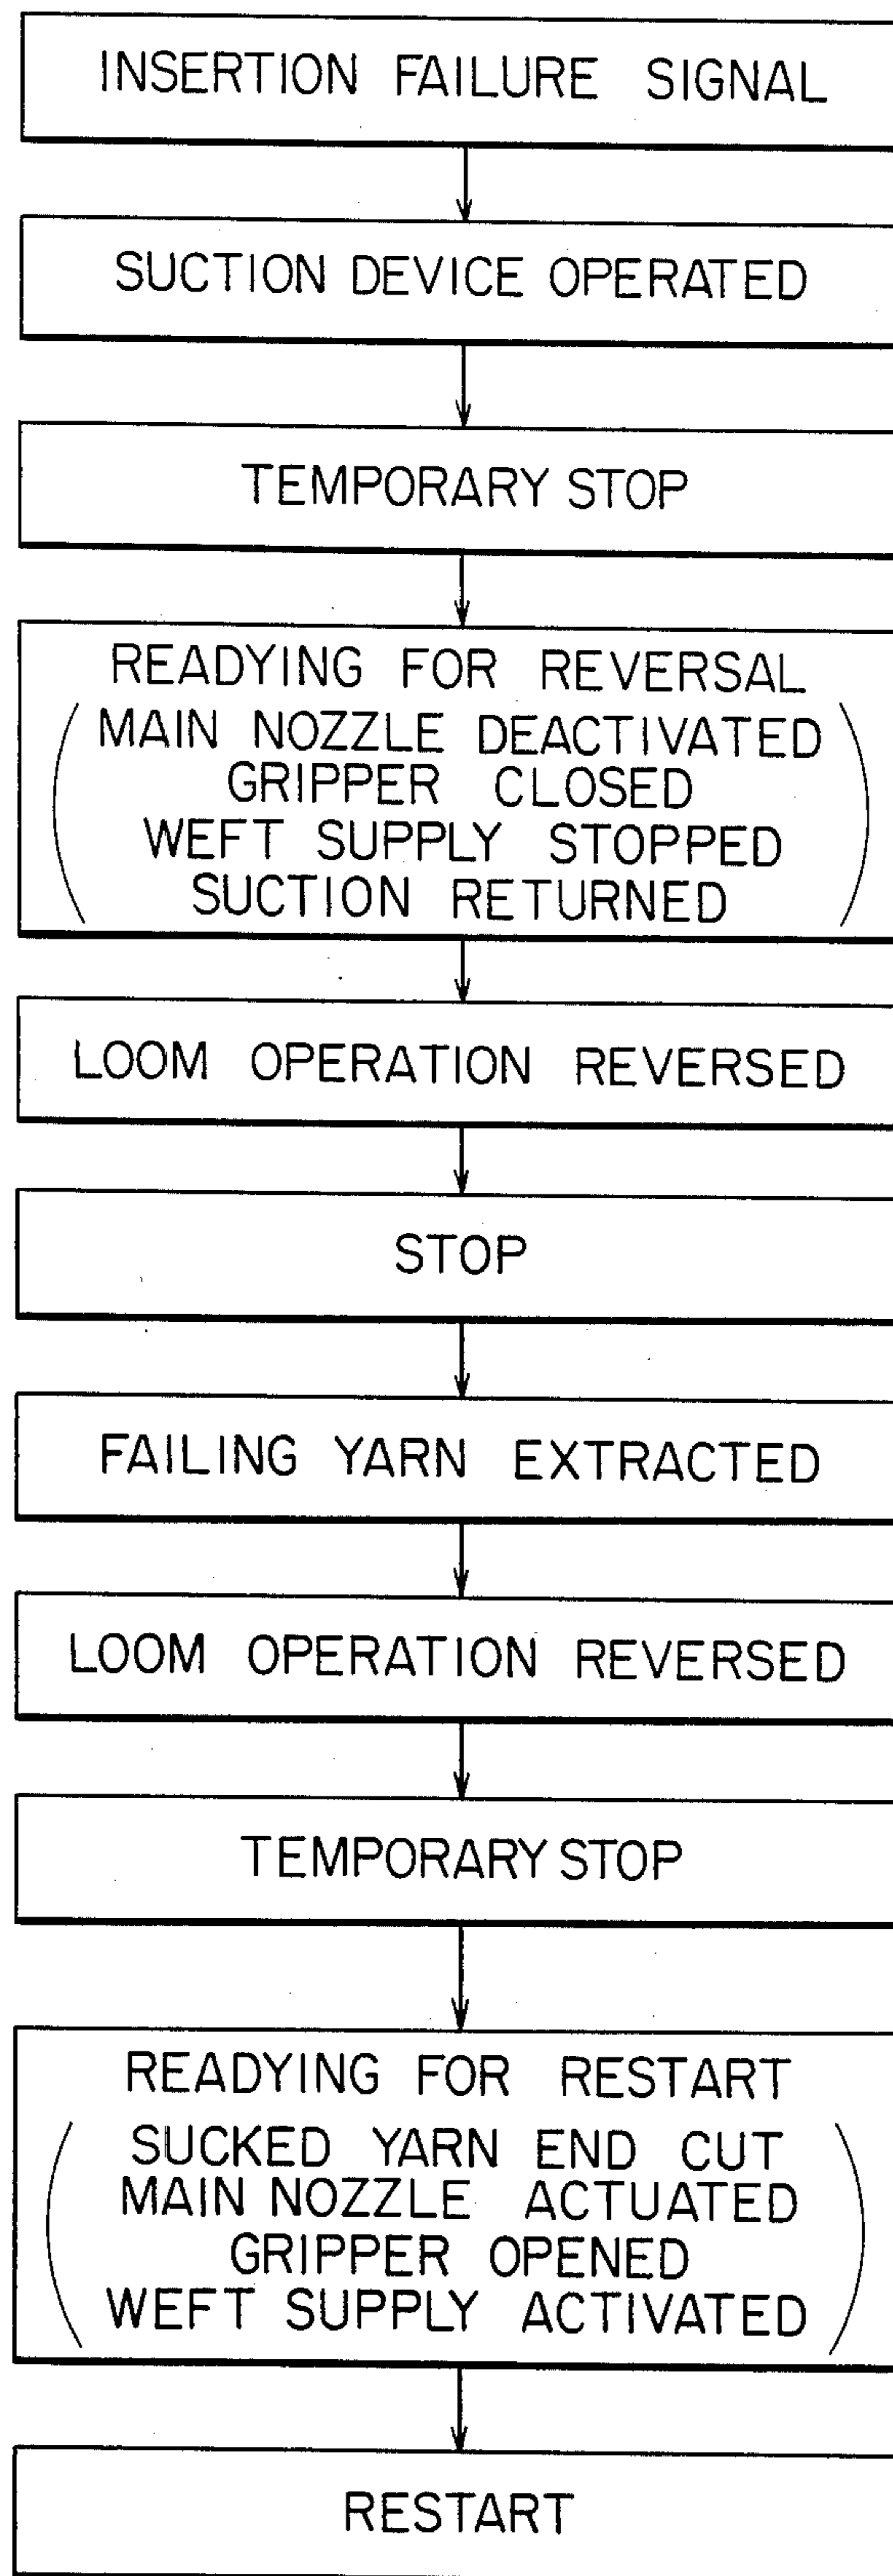 INSERTION FAILURE SIGNAL
SUCTION DEVICE OPERATED
TEMPORARY STOP
READYING FOR REVERSAL
MAIN NOZZLE DEACTIVATED
GRIPPER CLOSED
WEFT SUPPLY STOPPED
SUCTION RETURNED
LOOM OPERATION REVERSED
STOP
FAILING YARN EXTRACTED
LOOM OPERATION REVERSED
TEMPORARY STOP
READYING FOR RESTART
SUCKED YARN END CUT
MAIN NOZZLE ACTUATED
GRIPPER OPENED
WEFT SUPPLY ACTIVATED
RESTART